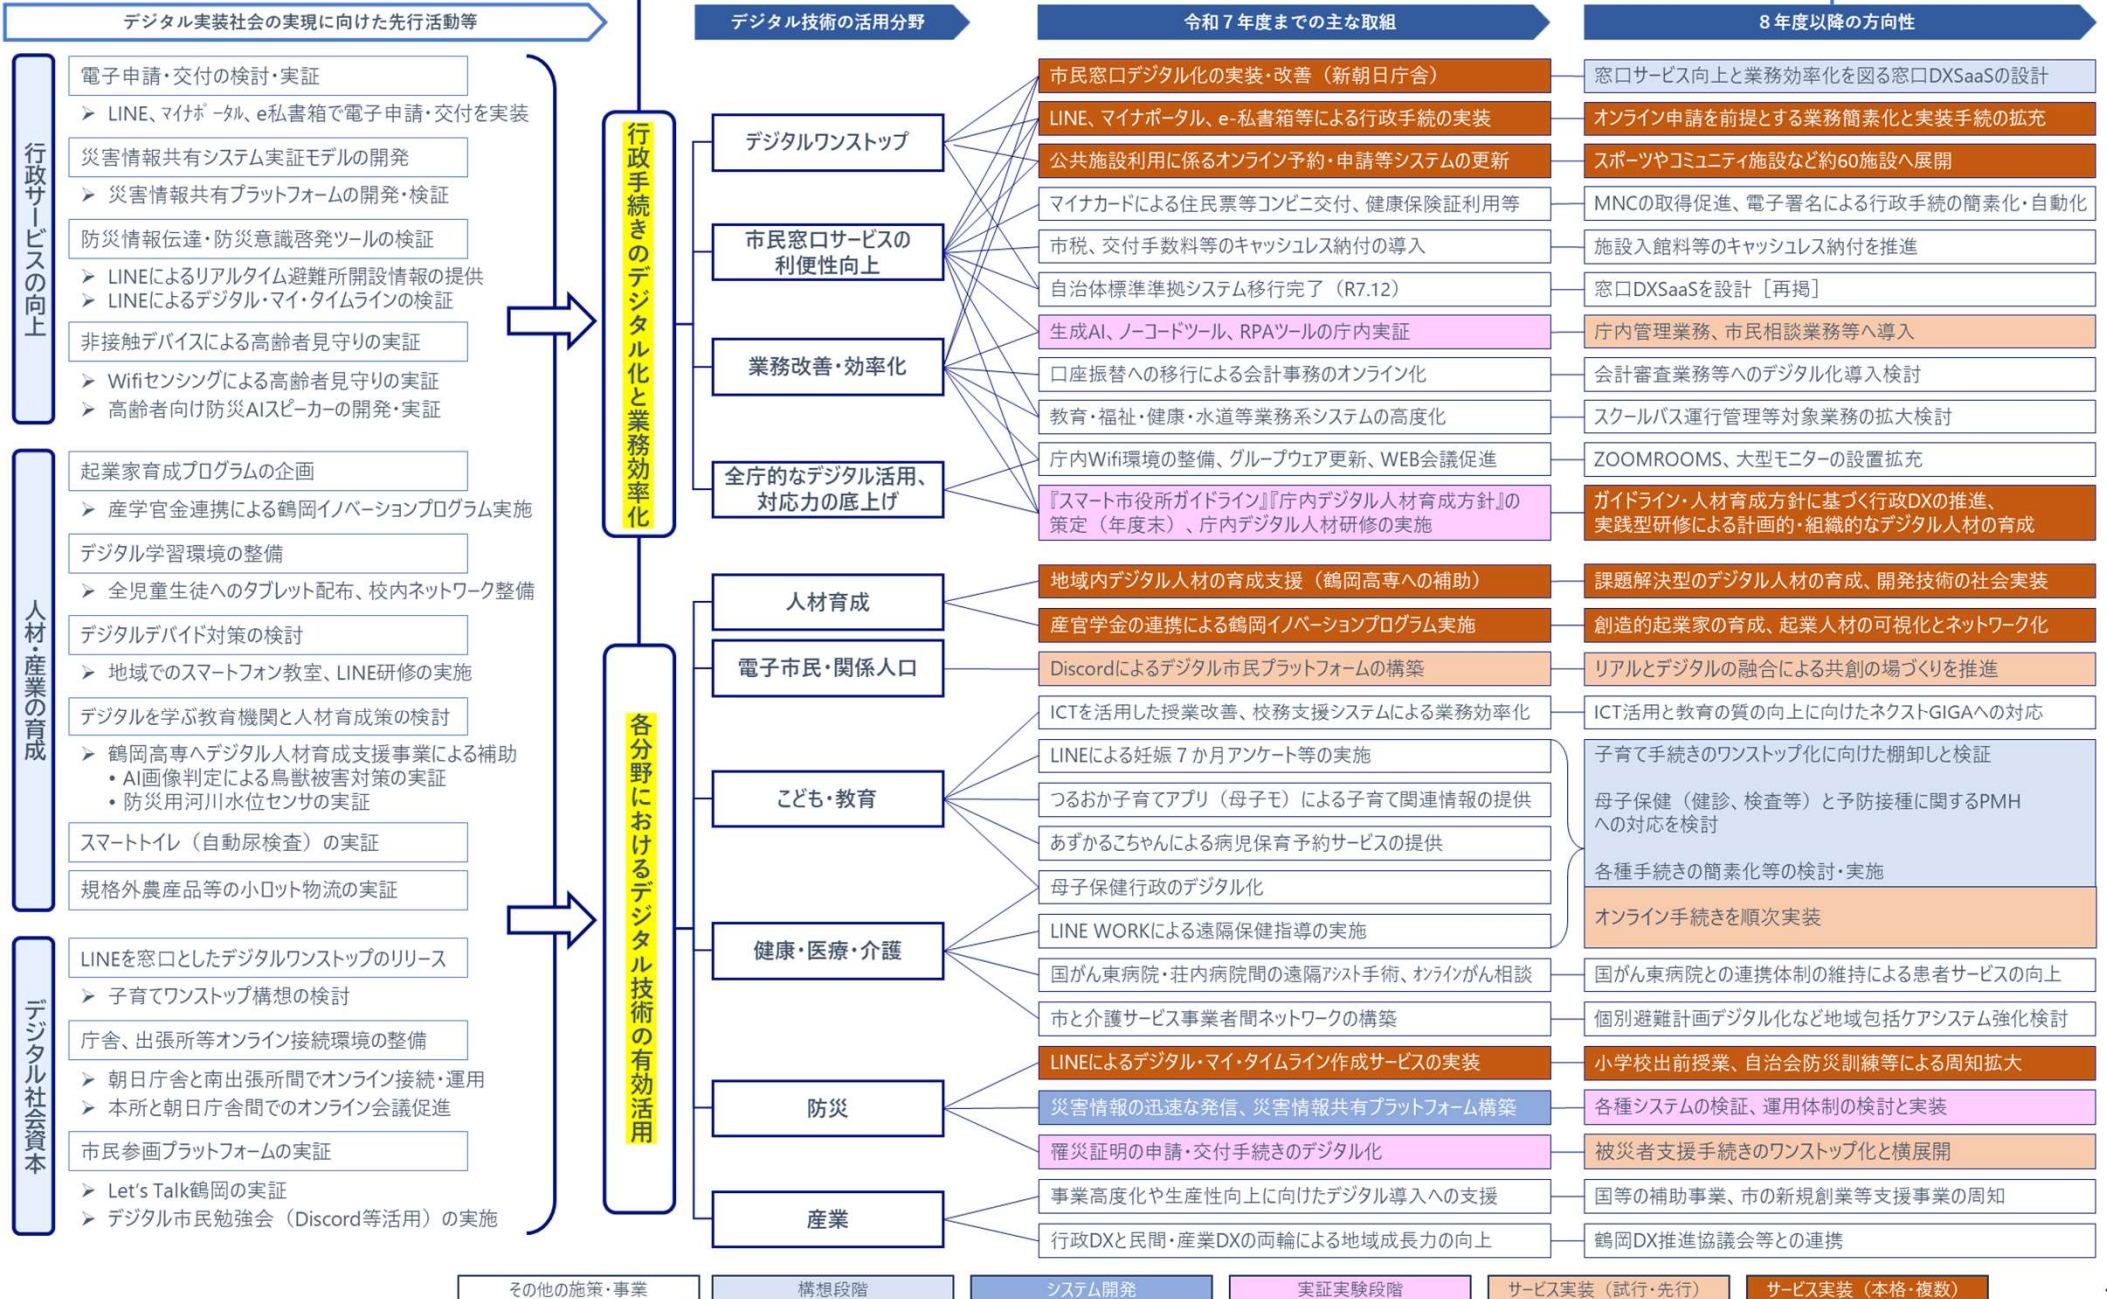 デジタル実装社会の実現に向けた先行活動等
行政サービスの向上
電子申請・交付の検討・実証
➢ LINE、ﾏｲﾅﾎﾟｰﾀﾙ、e私書箱で電子申請・交付を実装
災害情報共有システム実証モデルの開発
➢ 災害情報共有プラットフォームの開発・検証
防災情報伝達・防災意識啓発ツールの検証
➢ LINEによるリアルタイム避難所開設情報の提供
➢ LINEによるデジタル・マイ・タイムラインの検証
非接触デバイスによる高齢者見守りの実証
➢ Wifiセンシングによる高齢者見守りの実証
➢ 高齢者向け防災AIスピーカーの開発・実証
人材・産業の育成
起業家育成プログラムの企画
➢ 産学官金連携による鶴岡イノベーションプログラム実施
デジタル学習環境の整備
➢ 全児童生徒へのタブレット配布、校内ネットワーク整備
デジタルデバイド対策の検討
➢ 地域でのスマートフォン教室、LINE研修の実施
デジタルを学ぶ教育機関と人材育成策の検討
➢ 鶴岡高専へデジタル人材育成支援事業による補助
• AI画像判定による鳥獣被害対策の実証
• 防災用河川水位センサの実証
スマートトイレ（自動尿検査）の実証
規格外農産品等の小ロット物流の実証
デジタル社会資本
LINEを窓口としたデジタルワンストップのリリース
➢ 子育てワンストップ構想の検討
庁舎、出張所等オンライン接続環境の整備
➢ 朝日庁舎と南出張所間でオンライン接続・運用
➢ 本所と朝日庁舎間でのオンライン会議促進
市民参画プラットフォームの実証
➢ Let's Talk鶴岡の実証
➢ デジタル市民勉強会（Discord等活用）の実施
行政手続きのデジタル化と業務効率化
各分野におけるデジタル技術の有効活用
デジタル技術の活用分野
デジタルワンストップ
市民窓口サービスの
利便性向上
業務改善・効率化
全庁的なデジタル活用、
対応力の底上げ
人材育成
電子市民・関係人口
こども・教育
健康・医療・介護
防災
産業
令和７年度までの主な取組
市民窓口デジタル化の実装・改善（新朝日庁舎）
LINE、マイナポータル、e-私書箱等による行政手続の実装
公共施設利用に係るオンライン予約・申請等システムの更新
マイナカードによる住民票等コンビニ交付、健康保険証利用等
市税、交付手数料等のキャッシュレス納付の導入
自治体標準準拠システム移行完了（R7.12）
生成AI、ノーコードツール、RPAツールの庁内実証
口座振替への移行による会計事務のオンライン化
教育・福祉・健康・水道等業務系システムの高度化
庁内Wifi環境の整備、グループウェア更新、WEB会議促進
『スマート市役所ガイドライン』『庁内デジタル人材育成方針』の
策定（年度末）、庁内デジタル人材研修の実施
地域内デジタル人材の育成支援（鶴岡高専への補助）
産官学金の連携による鶴岡イノベーションプログラム実施
Discordによるデジタル市民プラットフォームの構築
ICTを活用した授業改善、校務支援システムによる業務効率化
LINEによる妊娠７か月アンケート等の実施
つるおか子育てアプリ（母子モ）による子育て関連情報の提供
あずかるこちゃんによる病児保育予約サービスの提供
母子保健行政のデジタル化
LINE WORKによる遠隔保健指導の実施
国がん東病院・荘内病院間の遠隔ｱｼｽﾄ手術、ｵﾝﾗｲﾝがん相談
市と介護サービス事業者間ネットワークの構築
LINEによるデジタル・マイ・タイムライン作成サービスの実装
災害情報の迅速な発信、災害情報共有プラットフォーム構築
罹災証明の申請・交付手続きのデジタル化
事業高度化や生産性向上に向けたデジタル導入への支援
行政DXと民間・産業DXの両輪による地域成長力の向上
８年度以降の方向性
窓口サービス向上と業務効率化を図る窓口DXSaaSの設計
オンライン申請を前提とする業務簡素化と実装手続の拡充
スポーツやコミュニティ施設など約60施設へ展開
MNCの取得促進、電子署名による行政手続の簡素化・自動化
施設入館料等のキャッシュレス納付を推進
窓口DXSaaSを設計［再掲］
庁内管理業務、市民相談業務等へ導入
会計審査業務等へのデジタル化導入検討
スクールバス運行管理等対象業務の拡大検討
ZOOMROOMS、大型モニターの設置拡充
ガイドライン・人材育成方針に基づく行政DXの推進、
実践型研修による計画的・組織的なデジタル人材の育成
課題解決型のデジタル人材の育成、開発技術の社会実装
創造的起業家の育成、起業人材の可視化とネットワーク化
リアルとデジタルの融合による共創の場づくりを推進
ICT活用と教育の質の向上に向けたネクストGIGAへの対応
子育て手続きのワンストップ化に向けた棚卸しと検証
母子保健（健診、検査等）と予防接種に関するPMH
への対応を検討
各種手続きの簡素化等の検討・実施
オンライン手続きを順次実装
国がん東病院との連携体制の維持による患者サービスの向上
個別避難計画デジタル化など地域包括ケアシステム強化検討
小学校出前授業、自治会防災訓練等による周知拡大
各種システムの検証、運用体制の検討と実装
被災者支援手続きのワンストップ化と横展開
国等の補助事業、市の新規創業等支援事業の周知
鶴岡DX推進協議会等との連携
その他の施策・事業
構想段階
システム開発
実証実験段階
サービス実装（試行・先行）
サービス実装（本格・複数）